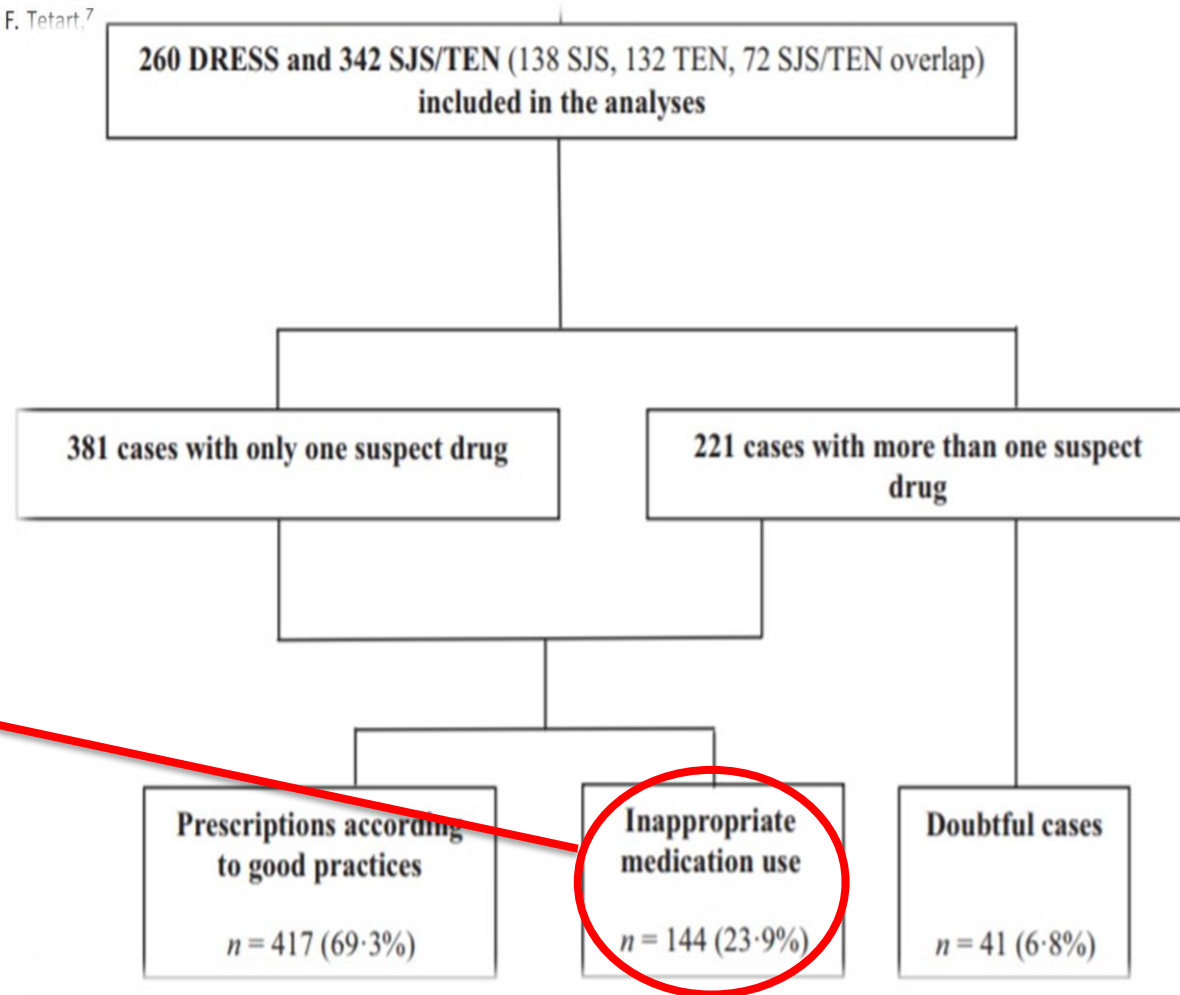 F. Tetart,7
260 DRESS and 342 SJS/TEN (138 SJS, 132 TEN, 72 SJS/TEN overlap)
included in the analyses
381 cases with only one suspect drug
221 cases with more than one suspect
drug
Prescriptions according
to good practices
n = 417 (69·3%)
Inappropriate
medication use
n = 144 (23·9%)
Doubtful cases
n = 41 (6·8%)